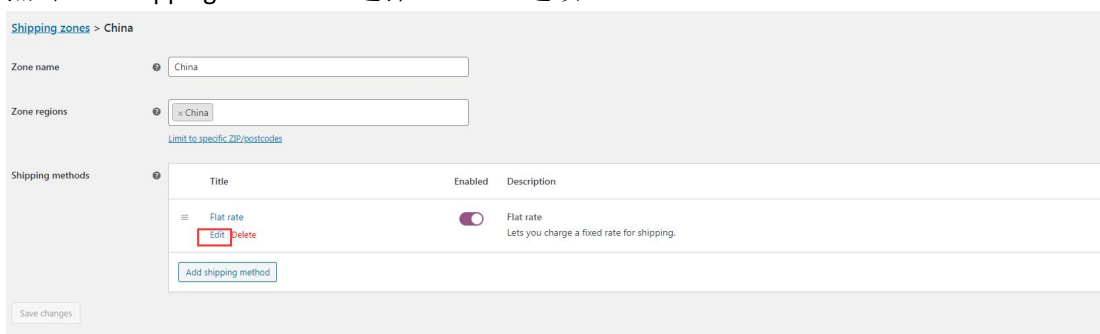 Shipping zones > China
Zone name
China
Zone regions
× China
Limit to specific ZIP/postcodes
Shipping methods
Title Enabled Description
Flat rate Flat rate
Edit Delete Lets you charge a fixed rate for shipping.
Add shipping method
Save changes